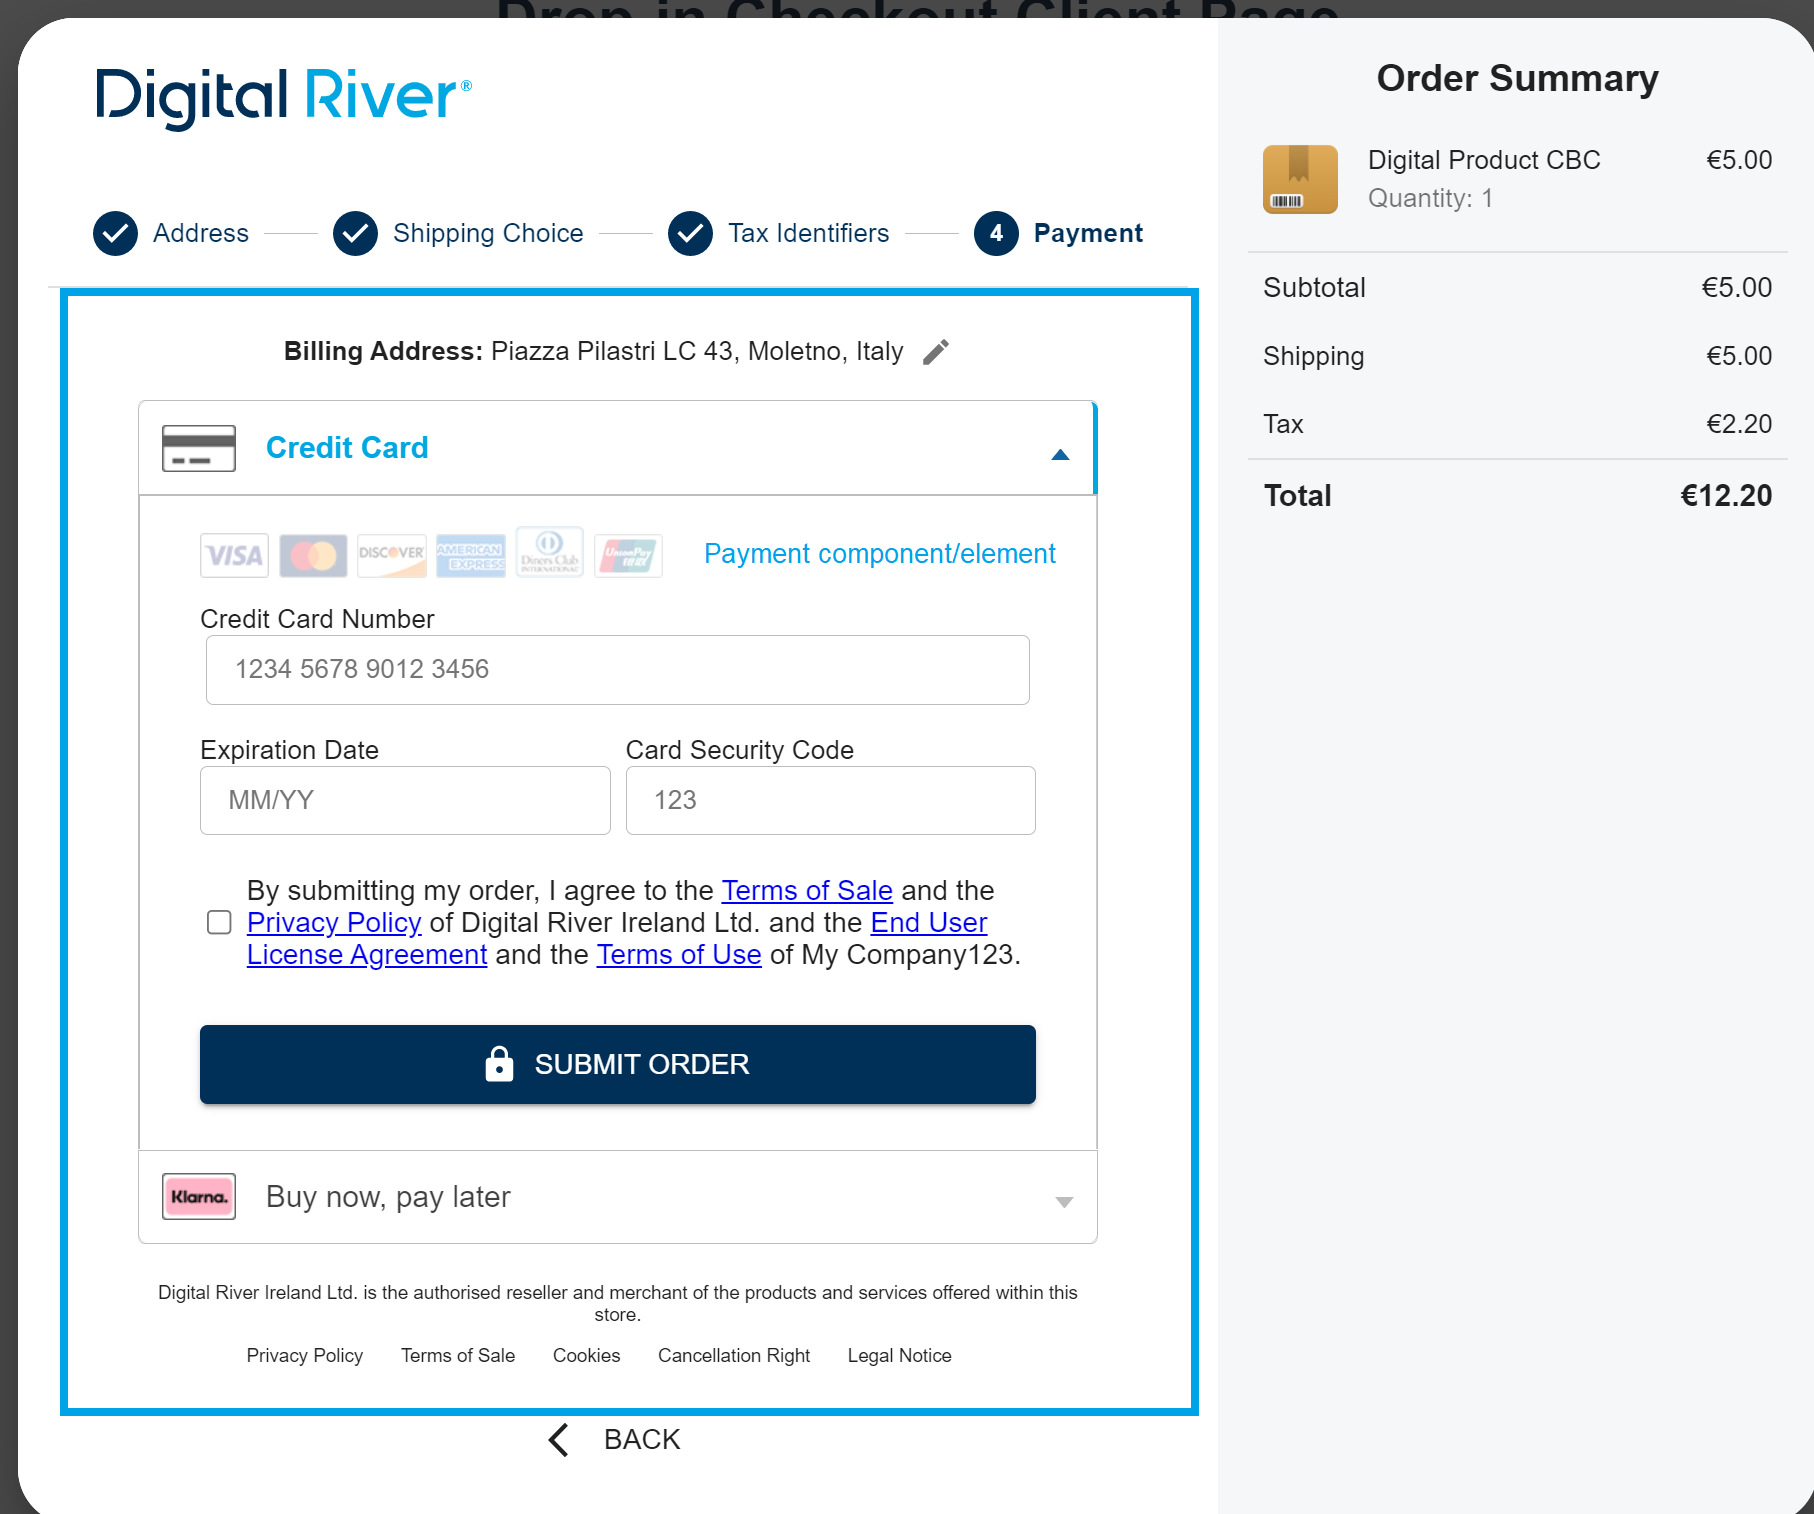 Drop-in Checkout Client Page
Digital River®
Address
Shipping Choice
Tax Identifiers
4 Payment
Billing Address: Piazza Pilastri LC 43, Moletno, Italy
Credit Card
VISA
DISCOVER
AMERICAN EXPRESS
Diners Club INTERNATIONAL
UnionPay
Payment component/element
Credit Card Number
1234 5678 9012 3456
Expiration Date
Card Security Code
MM/YY
123
By submitting my order, I agree to the Terms of Sale and the
Privacy Policy of Digital River Ireland Ltd. and the End User
License Agreement and the Terms of Use of My Company123.
SUBMIT ORDER
Klarna.
Buy now, pay later
Digital River Ireland Ltd. is the authorised reseller and merchant of the products and services offered within this
store.
Privacy Policy
Terms of Sale
Cookies
Cancellation Right
Legal Notice
BACK
Order Summary
Digital Product CBC €5.00
Quantity: 1
Subtotal €5.00
Shipping €5.00
Tax €2.20
Total €12.20